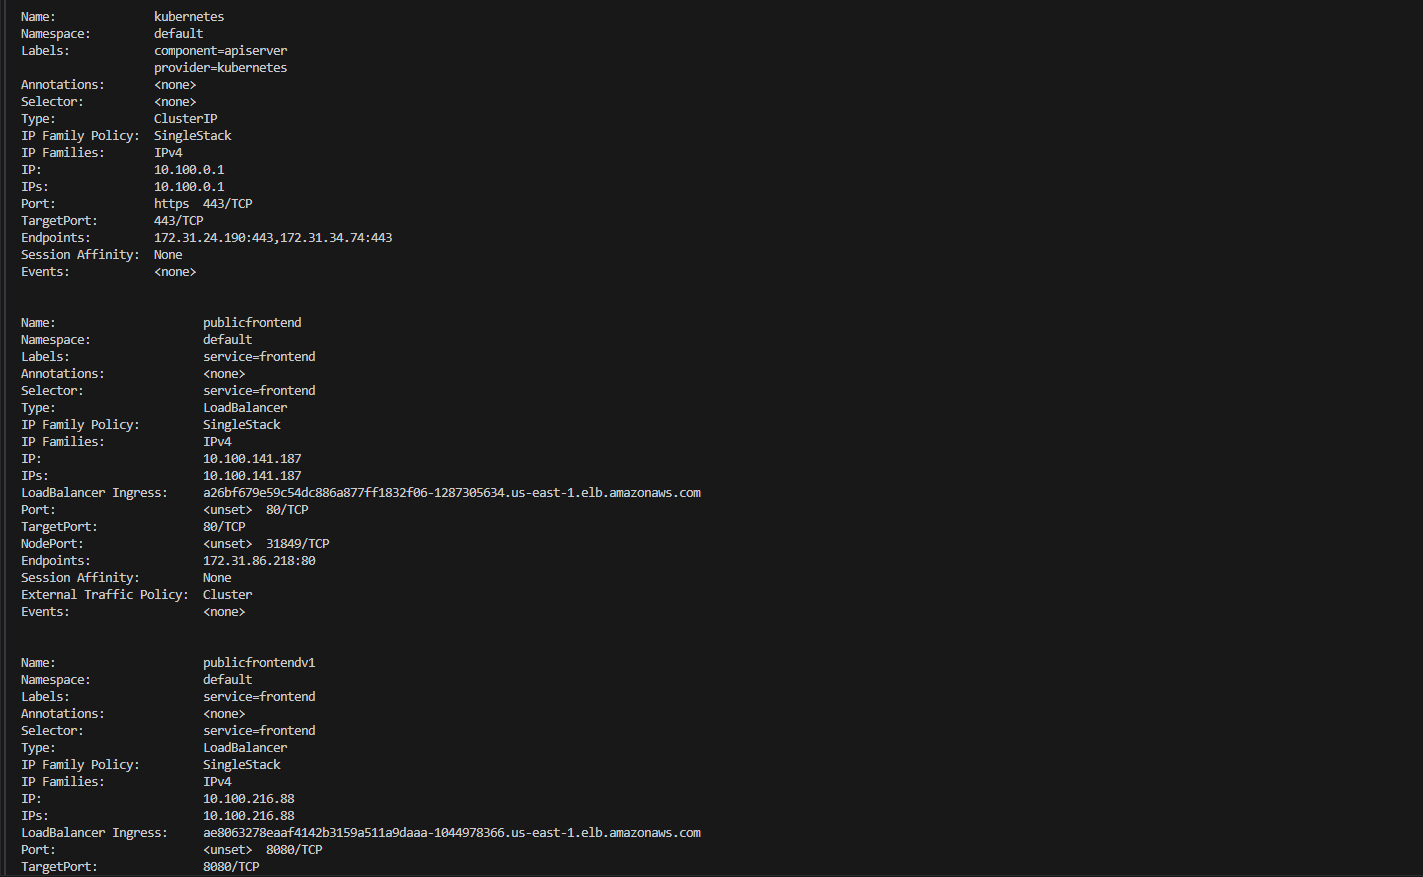 Name:              kubernetes
Namespace:         default
Labels:            component=apiserver
                   provider=kubernetes
Annotations:       <none>
Selector:          <none>
Type:              ClusterIP
IP Family Policy:  SingleStack
IP Families:       IPv4
IP:                10.100.0.1
IPs:               10.100.0.1
Port:              https  443/TCP
TargetPort:        443/TCP
Endpoints:         172.31.24.190:443,172.31.34.74:443
Session Affinity:  None
Events:            <none>
Name:                     publicfrontend
Namespace:                default
Labels:                   service=frontend
Annotations:              <none>
Selector:                 service=frontend
Type:                     LoadBalancer
IP Family Policy:         SingleStack
IP Families:              IPv4
IP:                       10.100.141.187
IPs:                      10.100.141.187
LoadBalancer Ingress:     a26bf679e59c54dc886a877ff1832f06-1287305634.us-east-1.elb.amazonaws.com
Port:                     <unset>  80/TCP
TargetPort:               80/TCP
NodePort:                 <unset>  31849/TCP
Endpoints:                172.31.86.218:80
Session Affinity:         None
External Traffic Policy:  Cluster
Events:                   <none>
Name:                     publicfrontendv1
Namespace:                default
Labels:                   service=frontend
Annotations:              <none>
Selector:                 service=frontend
Type:                     LoadBalancer
IP Family Policy:         SingleStack
IP Families:              IPv4
IP:                       10.100.216.88
IPs:                      10.100.216.88
LoadBalancer Ingress:     ae8063278eaaf4142b3159a511a9daaa-1044978366.us-east-1.elb.amazonaws.com
Port:                     <unset>  8080/TCP
TargetPort:               8080/TCP